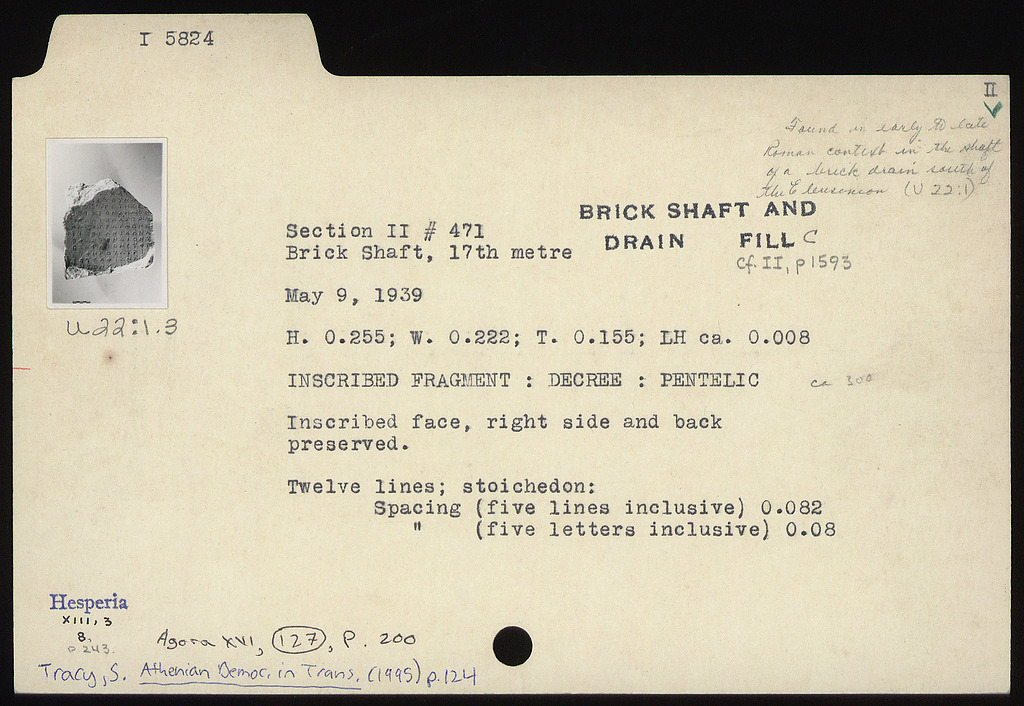 I 5824
II
Found in early to late
Roman context in the shaft
of a brick drain south of
the Eleusinion (U 22:1)
BRICK SHAFT AND
DRAIN FILL C
Cf. II, p 1593
Section II # 471
Brick Shaft, 17th metre
U22:1.3
May 9, 1939
H. 0.255; W. 0.222; T. 0.155; LH ca. 0.008
INSCRIBED FRAGMENT : DECREE : PENTELIC ca 300
Inscribed face, right side and back
preserved.
Twelve lines; stoichedon:
Spacing (five lines inclusive) 0.082
" (five letters inclusive) 0.08
Hesperia
XIII, 3
8,
p 243.
Agora XVI, 127, P. 200
Tracy, S. Athenian Democ. in Trans. (1995) p.124